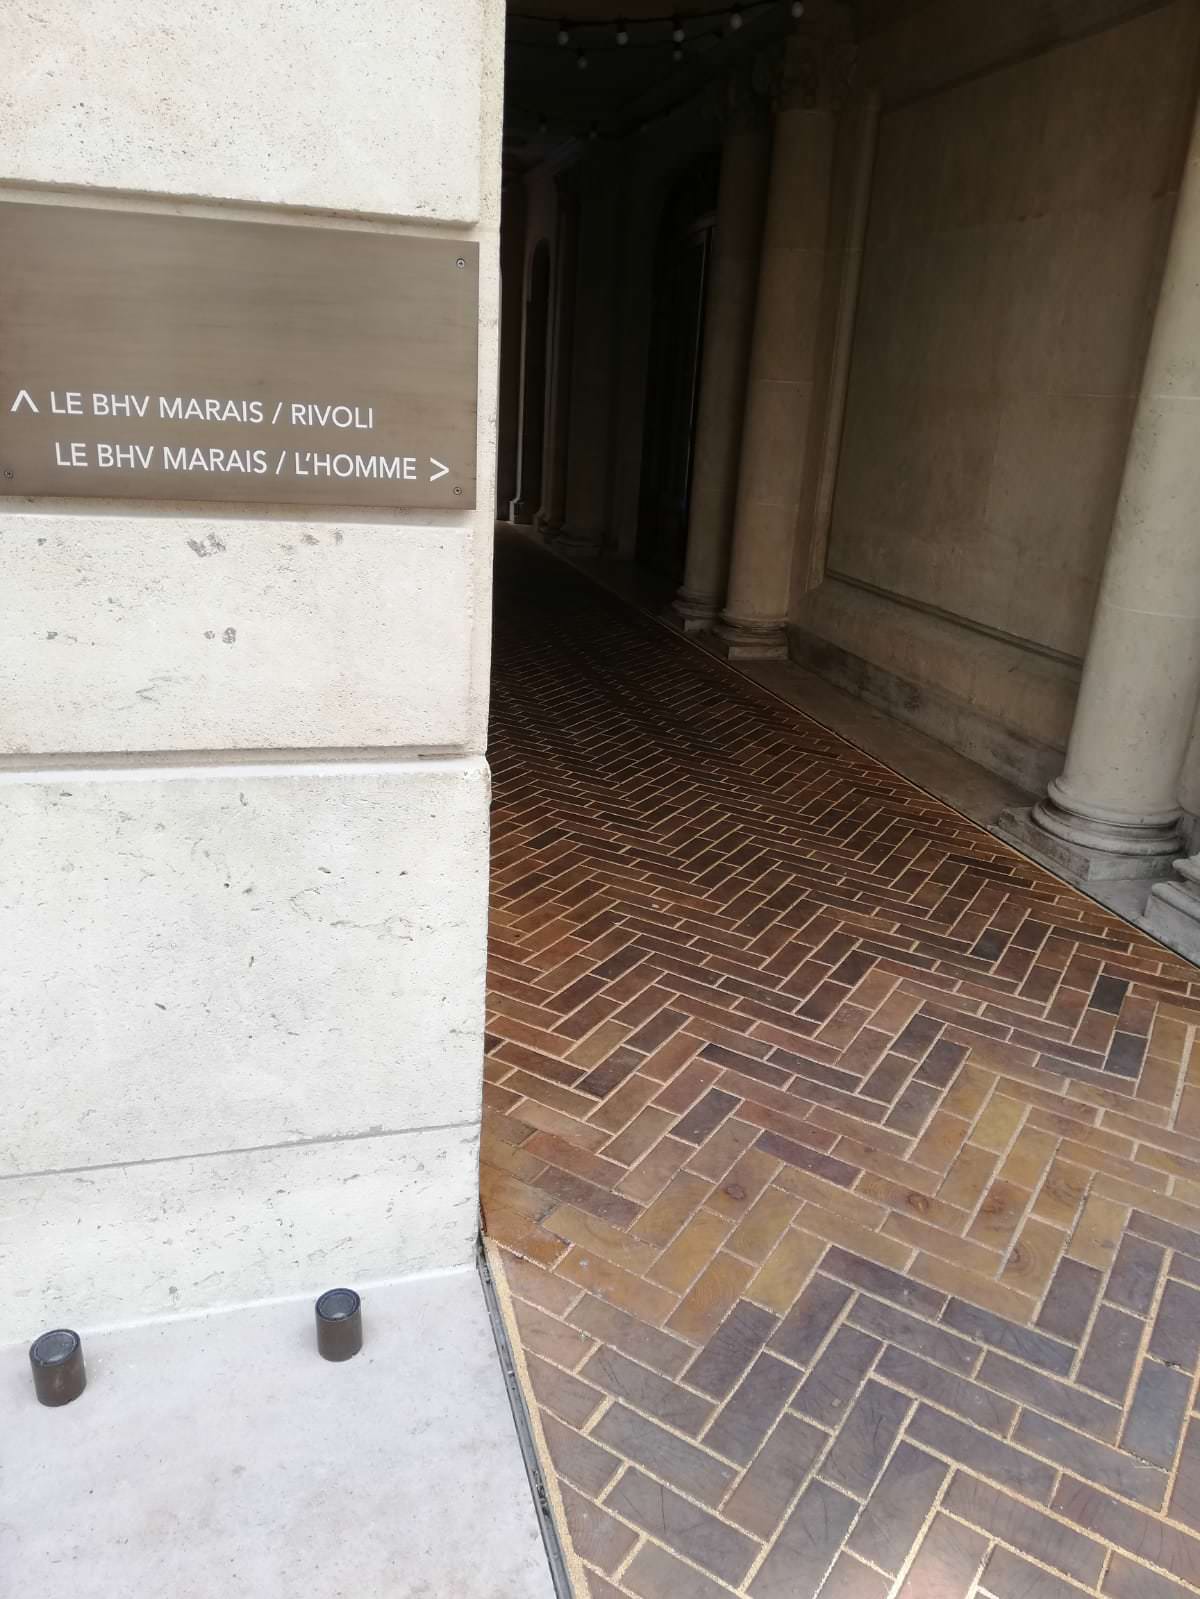 ^ LE BHV MARAIS / RIVOLI
LE BHV MARAIS / L'HOMME >